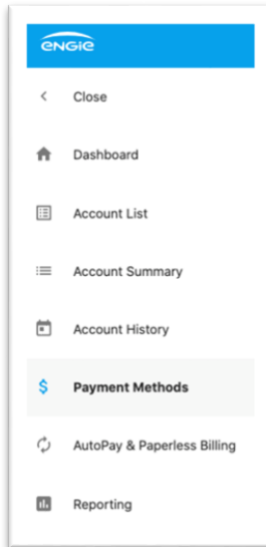 ENGIE
Close
Dashboard
Account List
Account Summary
Account History
$ Payment Methods
AutoPay & Paperless Billing
Reporting